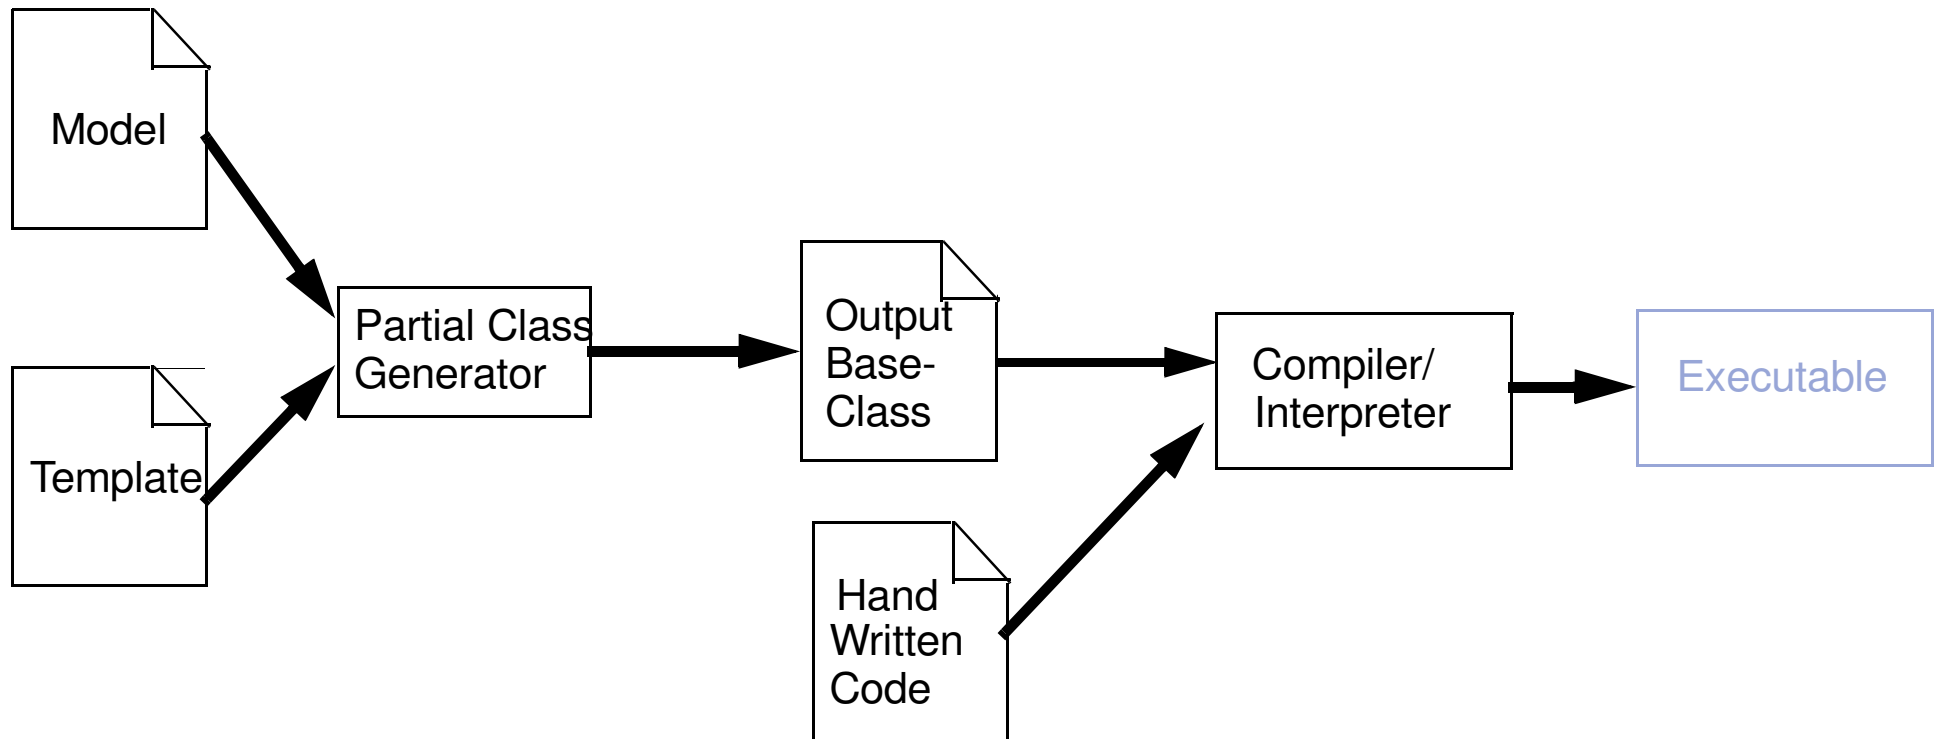 Model
Template
Partial Class
Generator
Output
Base-
Class
Hand
Written
Code
Compiler/
Interpreter
Executable